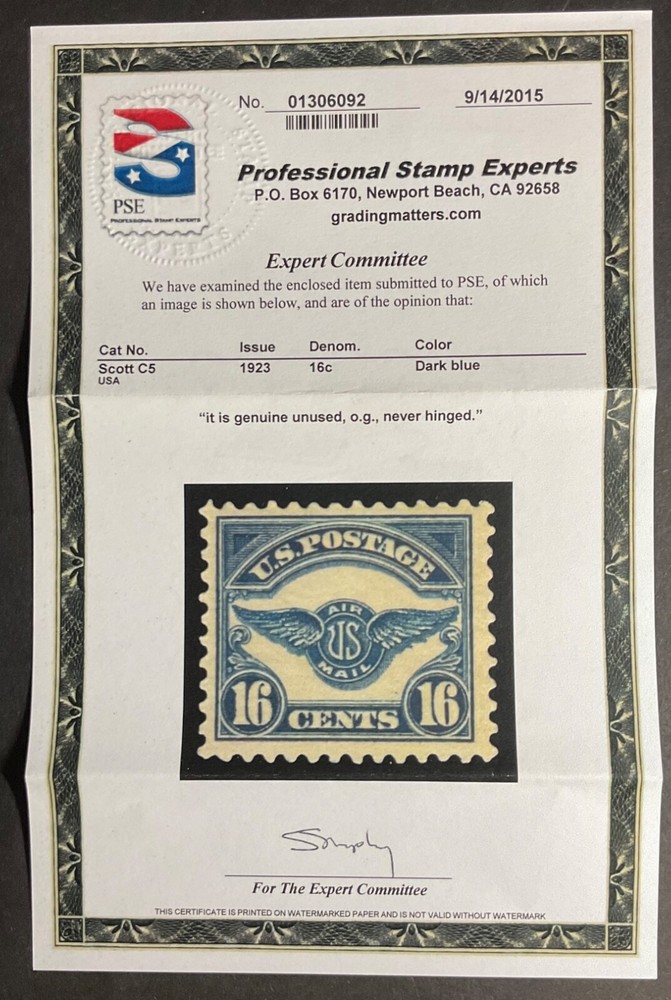 No. 01306092 9/14/2015
PSE
PROFESSIONAL STAMP EXPERTS
EXPERTS
Professional Stamp Experts
P.O. Box 6170, Newport Beach, CA 92658
gradingmatters.com
Expert Committee
We have examined the enclosed item submitted to PSE, of which
an image is shown below, and are of the opinion that:
Cat No. Issue Denom. Color
Scott C5 1923 16c Dark blue
USA
“it is genuine unused, o.g., never hinged.”
U.S.POSTAGE
AIR
US
MAIL
16 CENTS 16
For The Expert Committee
THIS CERTIFICATE IS PRINTED ON WATERMARKED PAPER AND IS NOT VALID WITHOUT WATERMARK